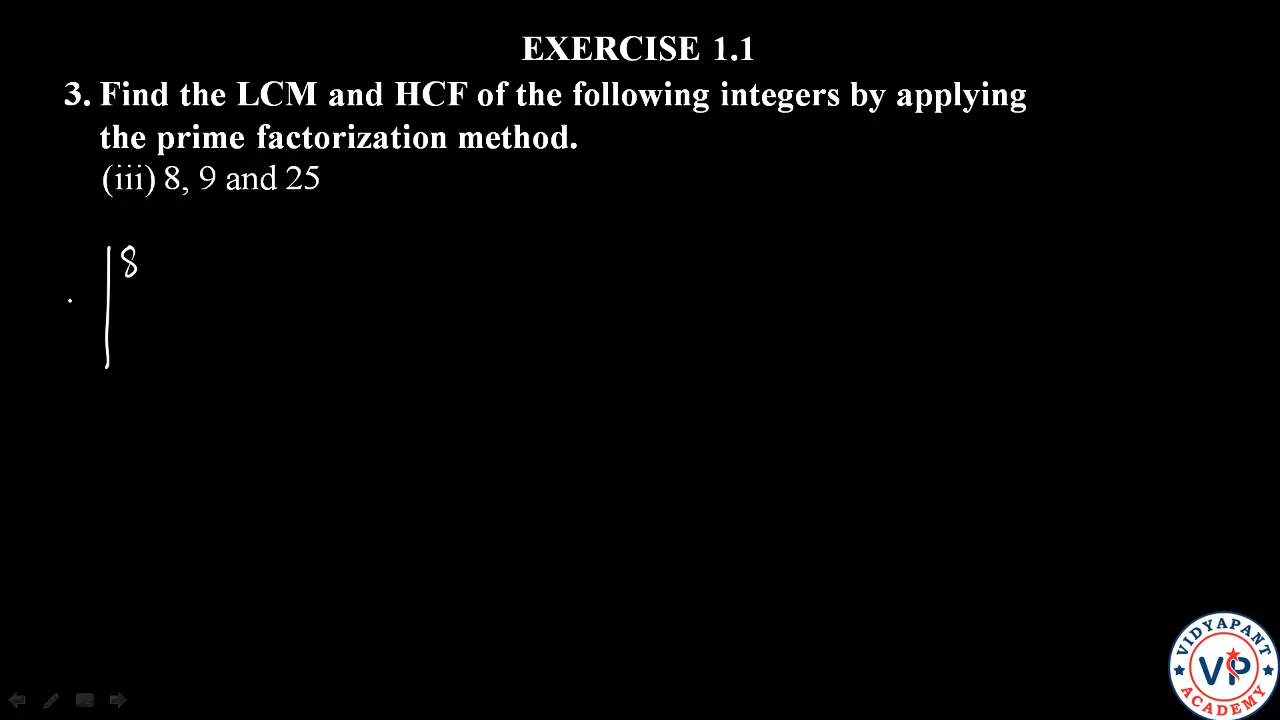 EXERCISE 1.1
3. Find the LCM and HCF of the following integers by applying
the prime factorization method.
(iii) 8, 9 and 25
8
VIDYAPANT
VP
ACADEMY